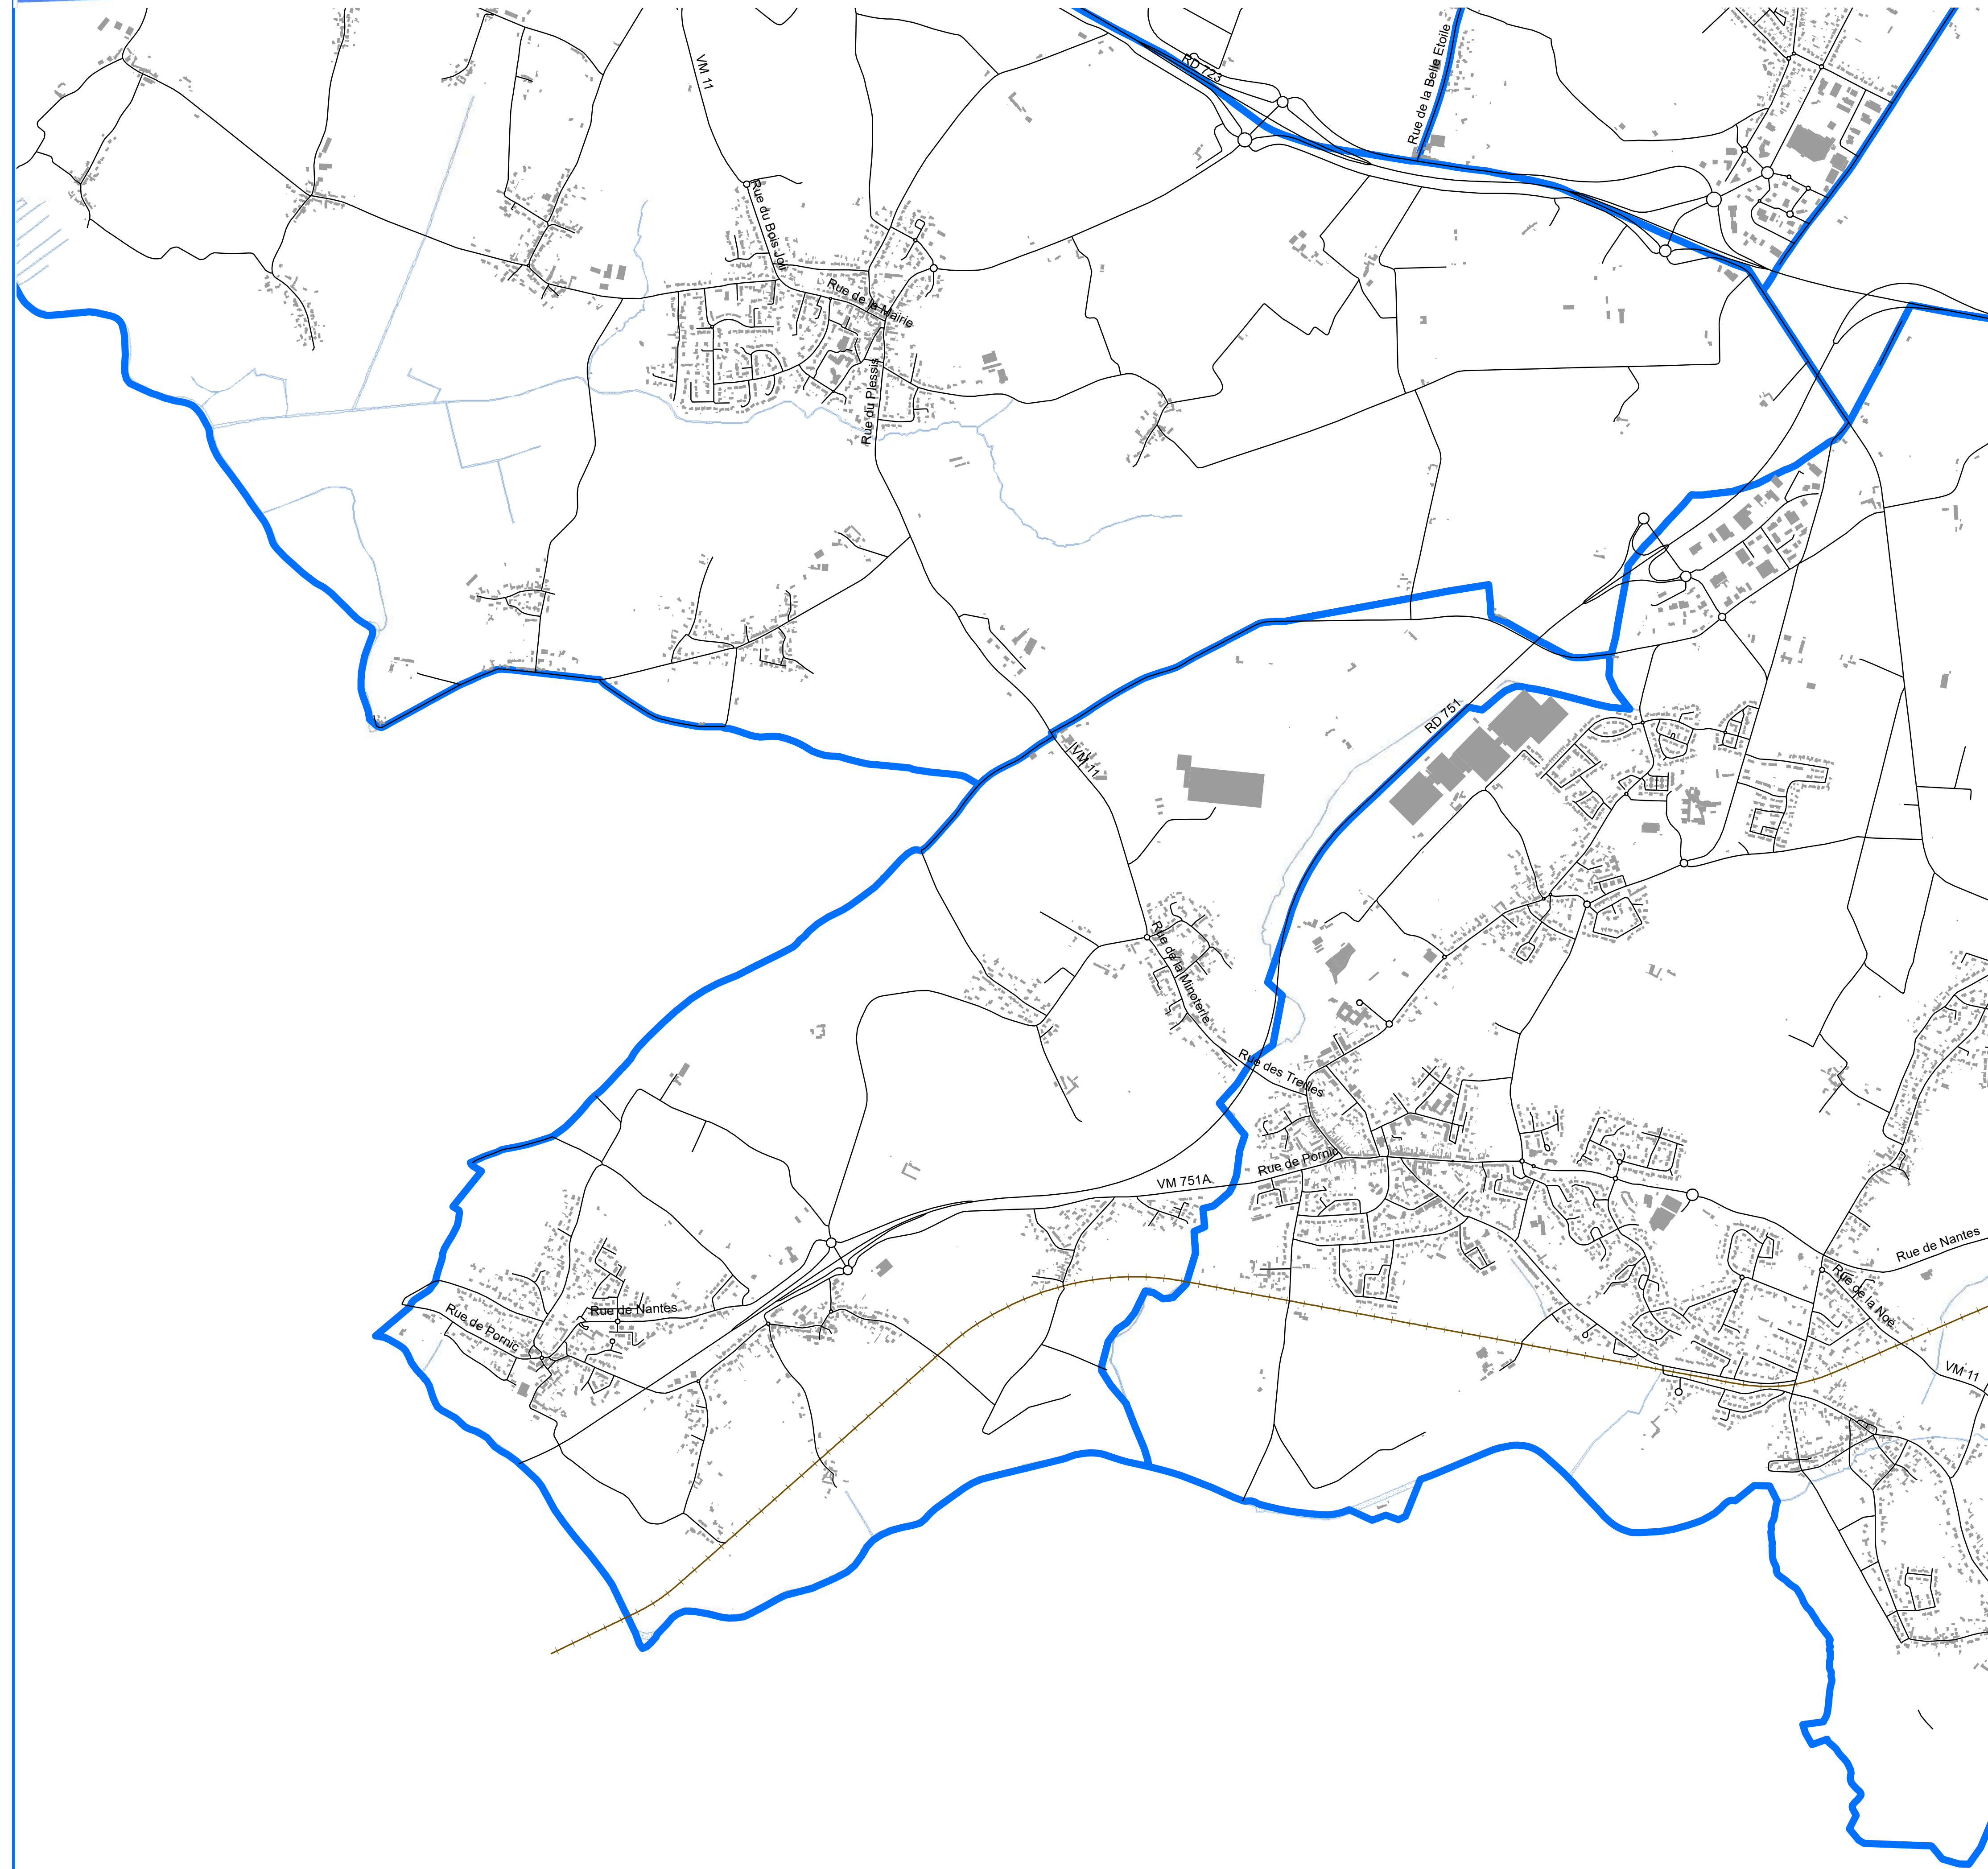 RD 723
Rue de la Belle Etoile
VM 11
Rue du Bois Joli
Rue de la Mairie
Rue du Plessis
RD 751
VM 11
Rue de la Minoterie
Rue des Treilles
Rue de Pornic
VM 751A
Rue de Nantes
Rue de la Noë
Rue de Nantes
Rue de Pornic
VM 11